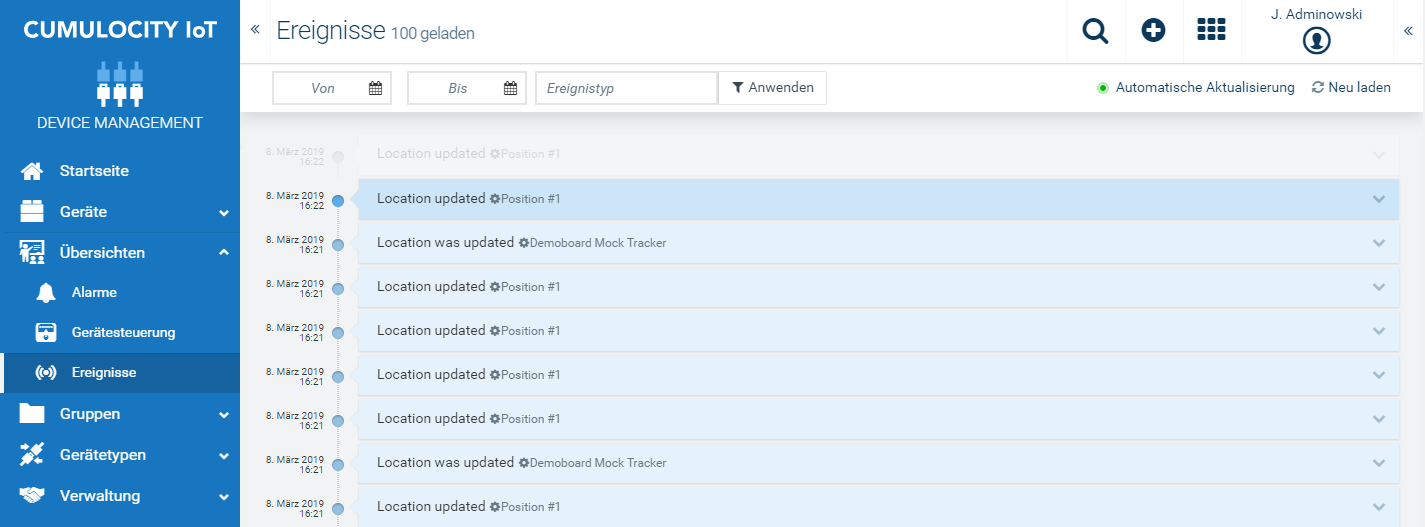 CUMULOCITY IoT
DEVICE MANAGEMENT
Startseite
Geräte
Übersichten
Alarme
Gerätesteuerung
Ereignisse
Gruppen
Gerätetypen
Verwaltung
Ereignisse 100 geladen
J. Adminowski
Von
Bis
Ereignistyp
Anwenden
Automatische Aktualisierung
Neu laden
8. März 2019
16:22
Location updated Position #1
8. März 2019
16:22
Location updated Position #1
8. März 2019
16:21
Location was updated Demoboard Mock Tracker
8. März 2019
16:21
Location updated Position #1
8. März 2019
16:21
Location updated Position #1
8. März 2019
16:21
Location updated Position #1
8. März 2019
16:21
Location updated Position #1
8. März 2019
16:21
Location was updated Demoboard Mock Tracker
8. März 2019
16:21
Location updated Position #1